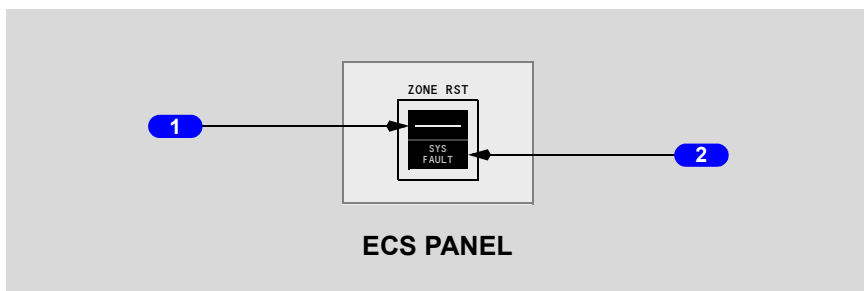 ZONE RST
1
SYS
FAULT
2
ECS PANEL